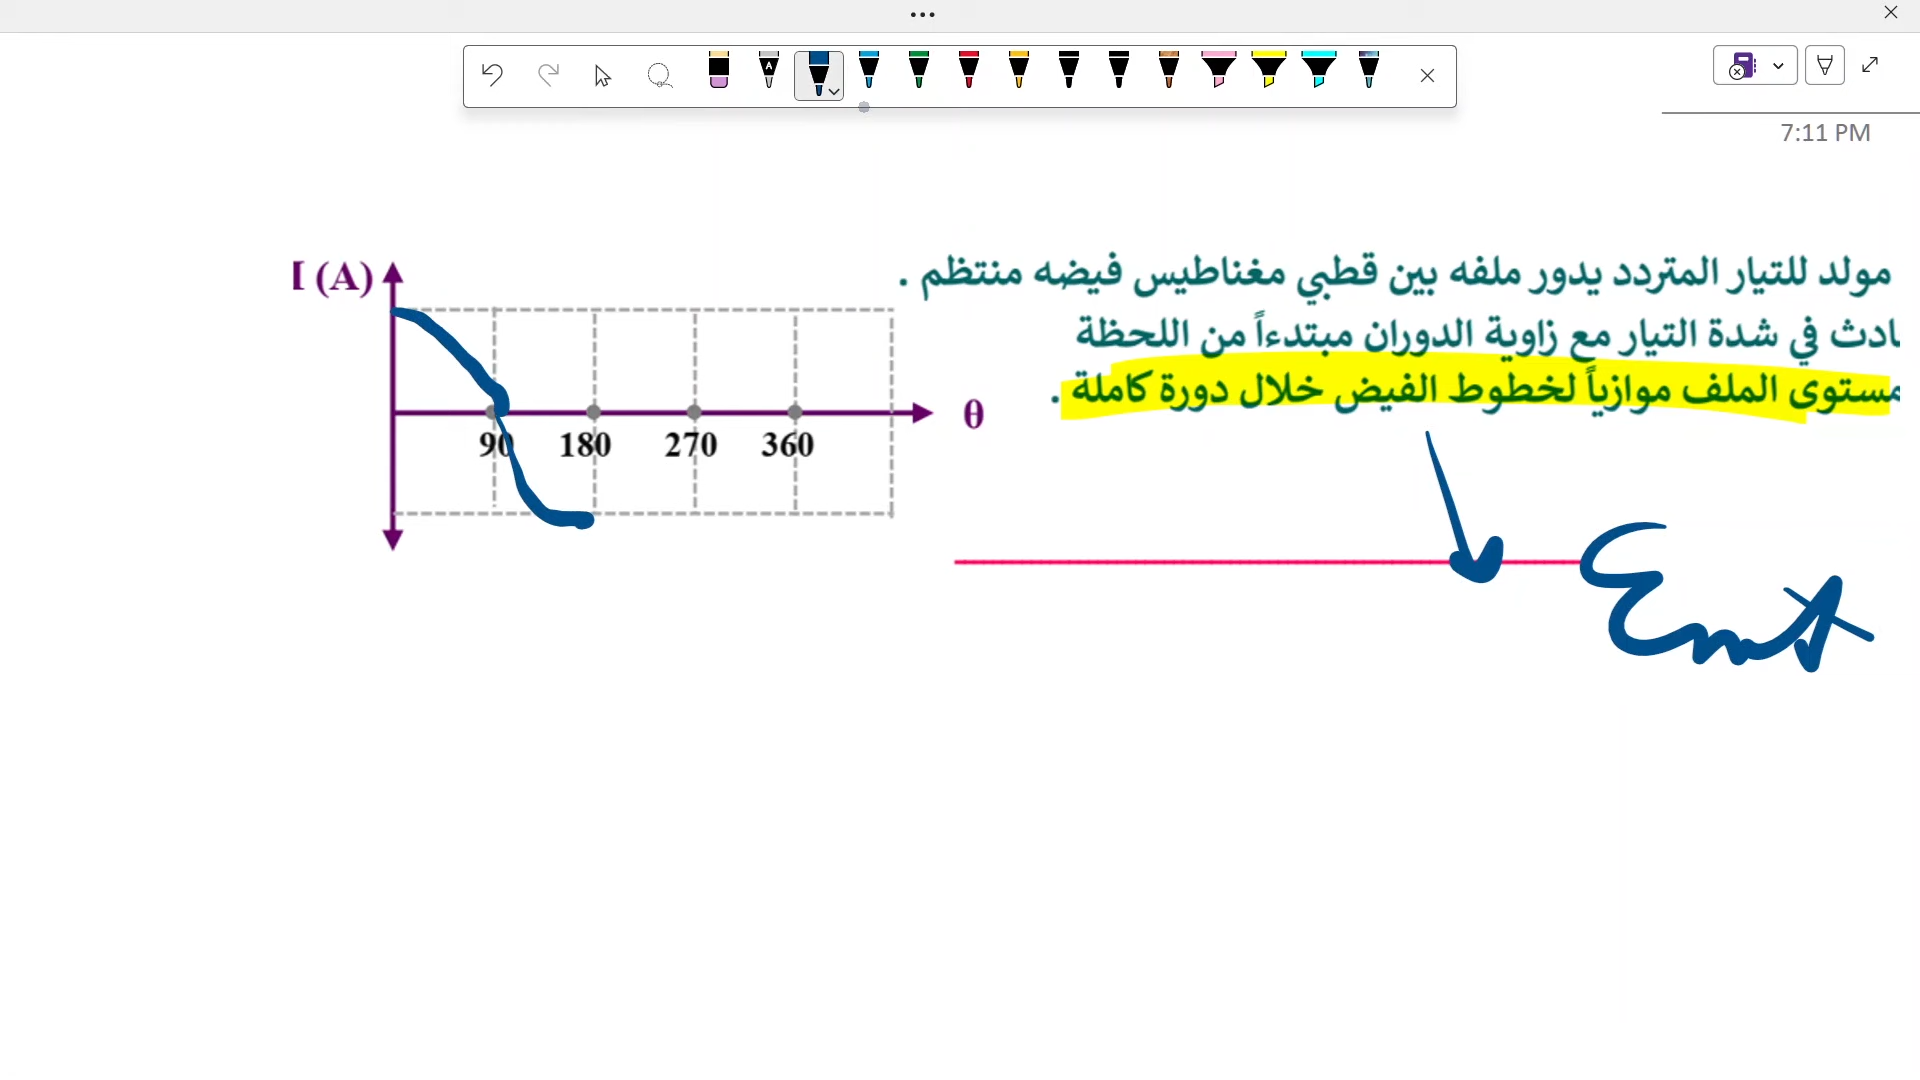 7:11 PM
مولد للتيار المتردد يدور ملفه بين قطبي مغناطيس فيضه منتظم .
ادث في شدة التيار مع زاوية الدوران مبتدءاً من اللحظة
مستوى الملف موازياً لخطوط الفيض خلال دورة كاملة .
I (A)
θ
90 180 270 360